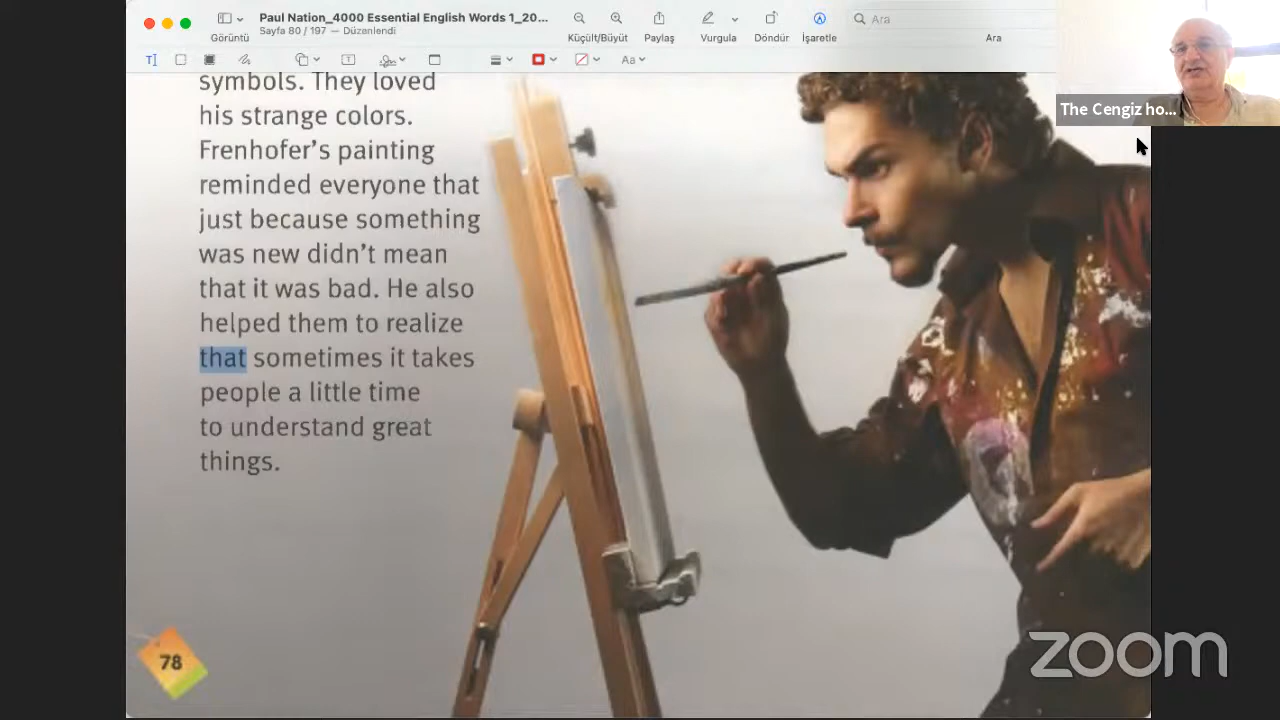 Paul Nation_4000 Essential English Words 1_20...
Sayfa 80 / 197 — Düzenlendi
Görüntü
Küçült/Büyüt
Paylaş
Vurgula
Döndür
İşaretle
Ara
Ara
T
T
Aa
The Cengiz ho...
symbols. They loved
his strange colors.
Frenhofer's painting
reminded everyone that
just because something
was new didn't mean
that it was bad. He also
helped them to realize
that sometimes it takes
people a little time
to understand great
things.
78
zoom